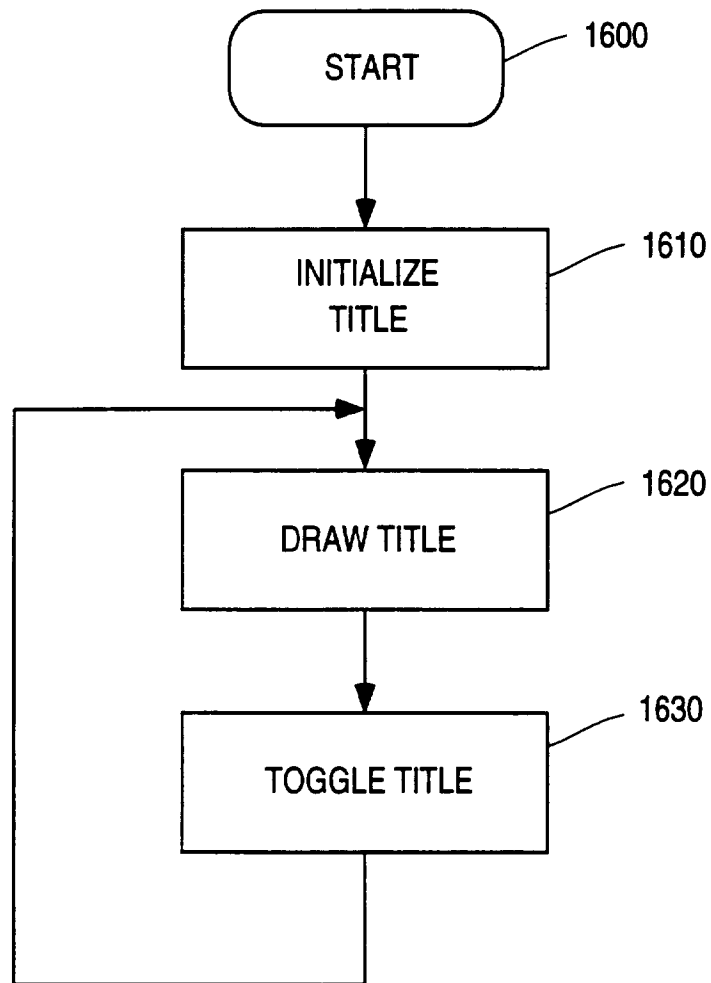 START
1600
INITIALIZE
TITLE
1610
DRAW TITLE
1620
TOGGLE TITLE
1630